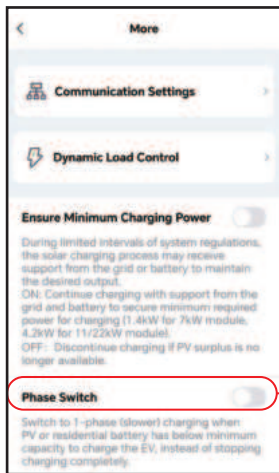 More
Communication Settings
Dynamic Load Control
Ensure Minimum Charging Power
During limited intervals of system regulations,
the solar charging process may receive
support from the grid or battery to maintain
the desired output.
ON: Continue charging with support from the
grid and battery to secure minimum required
power for charging (1.4kW for 7kW module,
4.2kW for 11/22kW module).
OFF: Discontinue charging if PV surplus is no
longer available.
Phase Switch
Switch to 1-phase (slower) charging when
PV or residential battery has below minimum
capacity to charge the EV, instead of stopping
charging completely.